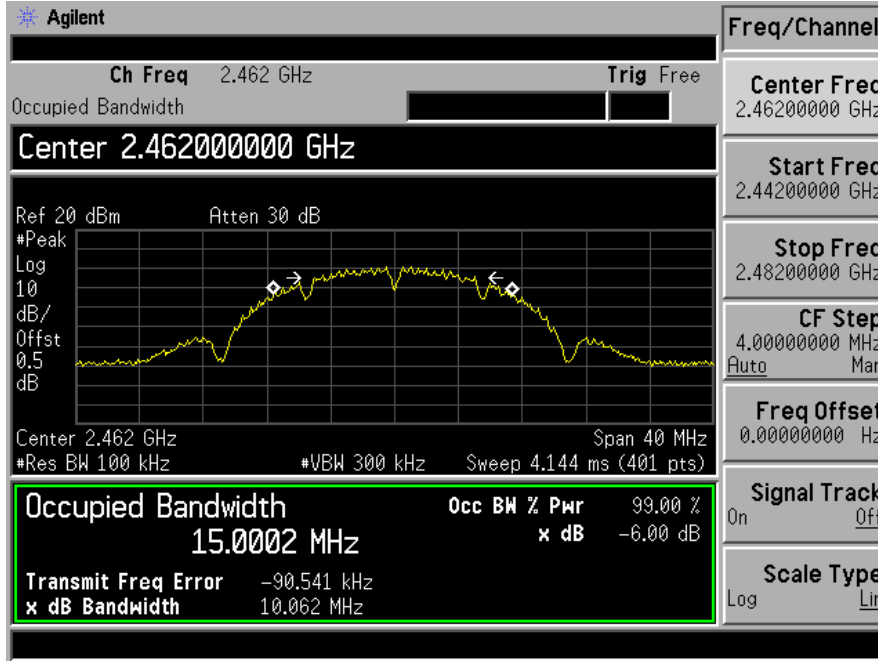 Agilent
Freq/Channel
Ch Freq 2.462 GHz Trig Free
Occupied Bandwidth
Center 2.462000000 GHz
Ref 20 dBm Atten 30 dB
#Peak
Log
10
dB/
Offst
0.5
dB
Center 2.462 GHz Span 40 MHz
#Res BW 100 kHz #VBW 300 kHz Sweep 4.144 ms (401 pts)
Occupied Bandwidth
15.0002 MHz
Occ BW % Pwr 99.00 %
x dB -6.00 dB
Transmit Freq Error -90.541 kHz
x dB Bandwidth 10.062 MHz
Center Freq
2.46200000 GHz
Start Freq
2.44200000 GHz
Stop Freq
2.48200000 GHz
CF Step
4.00000000 MHz
Auto Man
Freq Offset
0.00000000 Hz
Signal Track
On Off
Scale Type
Log Lin